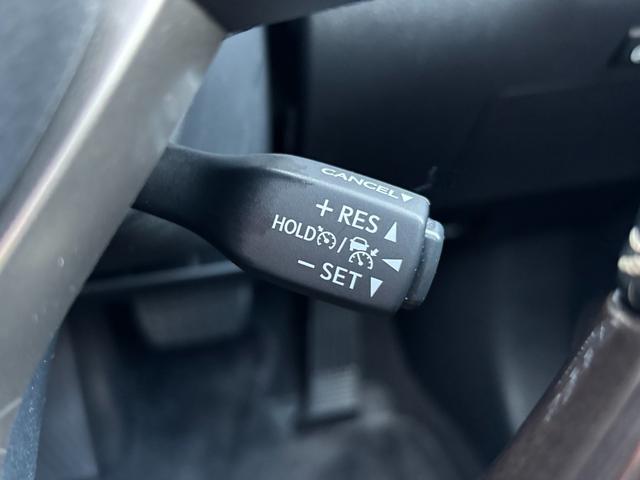 CANCEL▼
+ RES ▲
HOLD /
− SET ▼